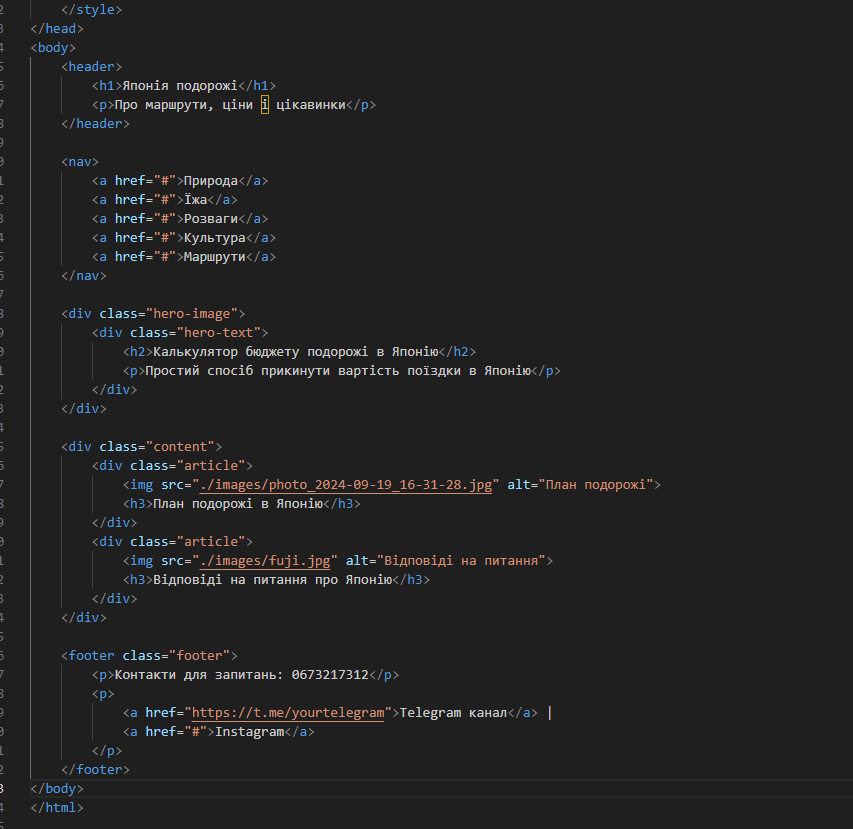 </style>
</head>
<body>
<header>
<h1>Японія подорожі</h1>
<p>Про маршрути, ціни і цікавинки</p>
</header>
<nav>
<a href="#">Природа</a>
<a href="#">Їжа</a>
<a href="#">Розваги</a>
<a href="#">Культура</a>
<a href="#">Маршрути</a>
</nav>
<div class="hero-image">
<div class="hero-text">
<h2>Калькулятор бюджету подорожі в Японію</h2>
<p>Простий спосіб прикинути вартість поїздки в Японію</p>
</div>
</div>
<div class="content">
<div class="article">
<img src="./images/photo_2024-09-19_16-31-28.jpg" alt="План подорожі">
<h3>План подорожі в Японію</h3>
</div>
<div class="article">
<img src="./images/fuji.jpg" alt="Відповіді на питання">
<h3>Відповіді на питання про Японію</h3>
</div>
</div>
<footer class="footer">
<p>Контакти для запитань: 0673217312</p>
<p>
<a href="https://t.me/yourtelegram">Telegram канал</a> |
<a href="#">Instagram</a>
</p>
</footer>
</body>
</html>